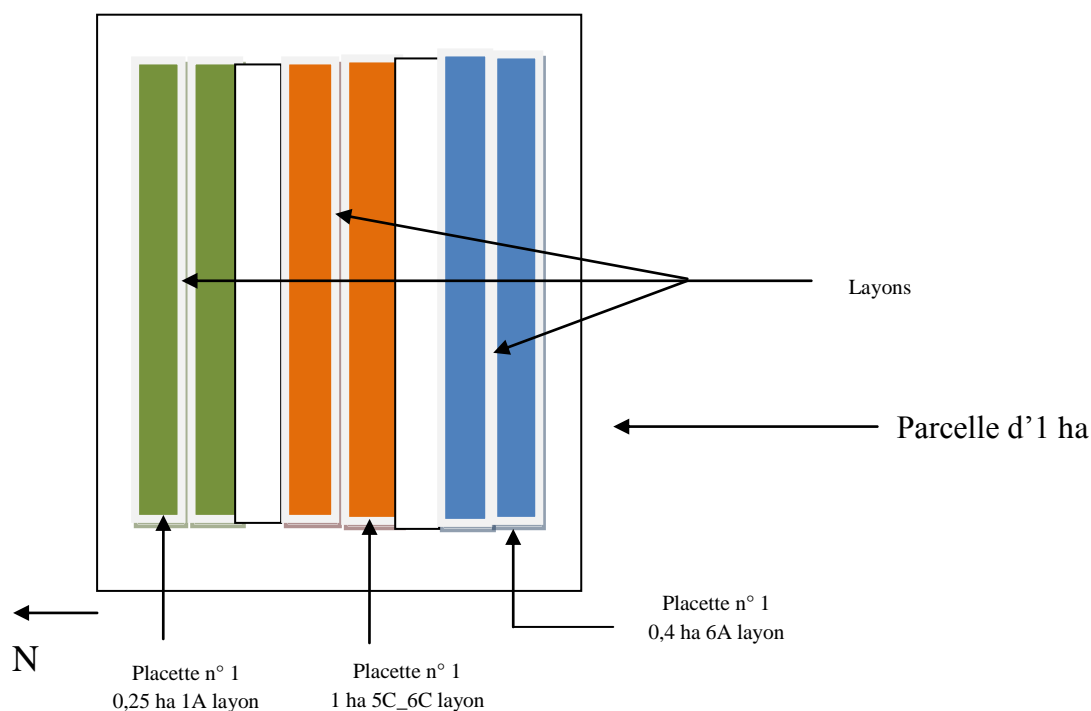 Layons
Parcelle d'1 ha
N
Placette n° 1
0,25 ha 1A layon
Placette n° 1
1 ha 5C_6C layon
Placette n° 1
0,4 ha 6A layon